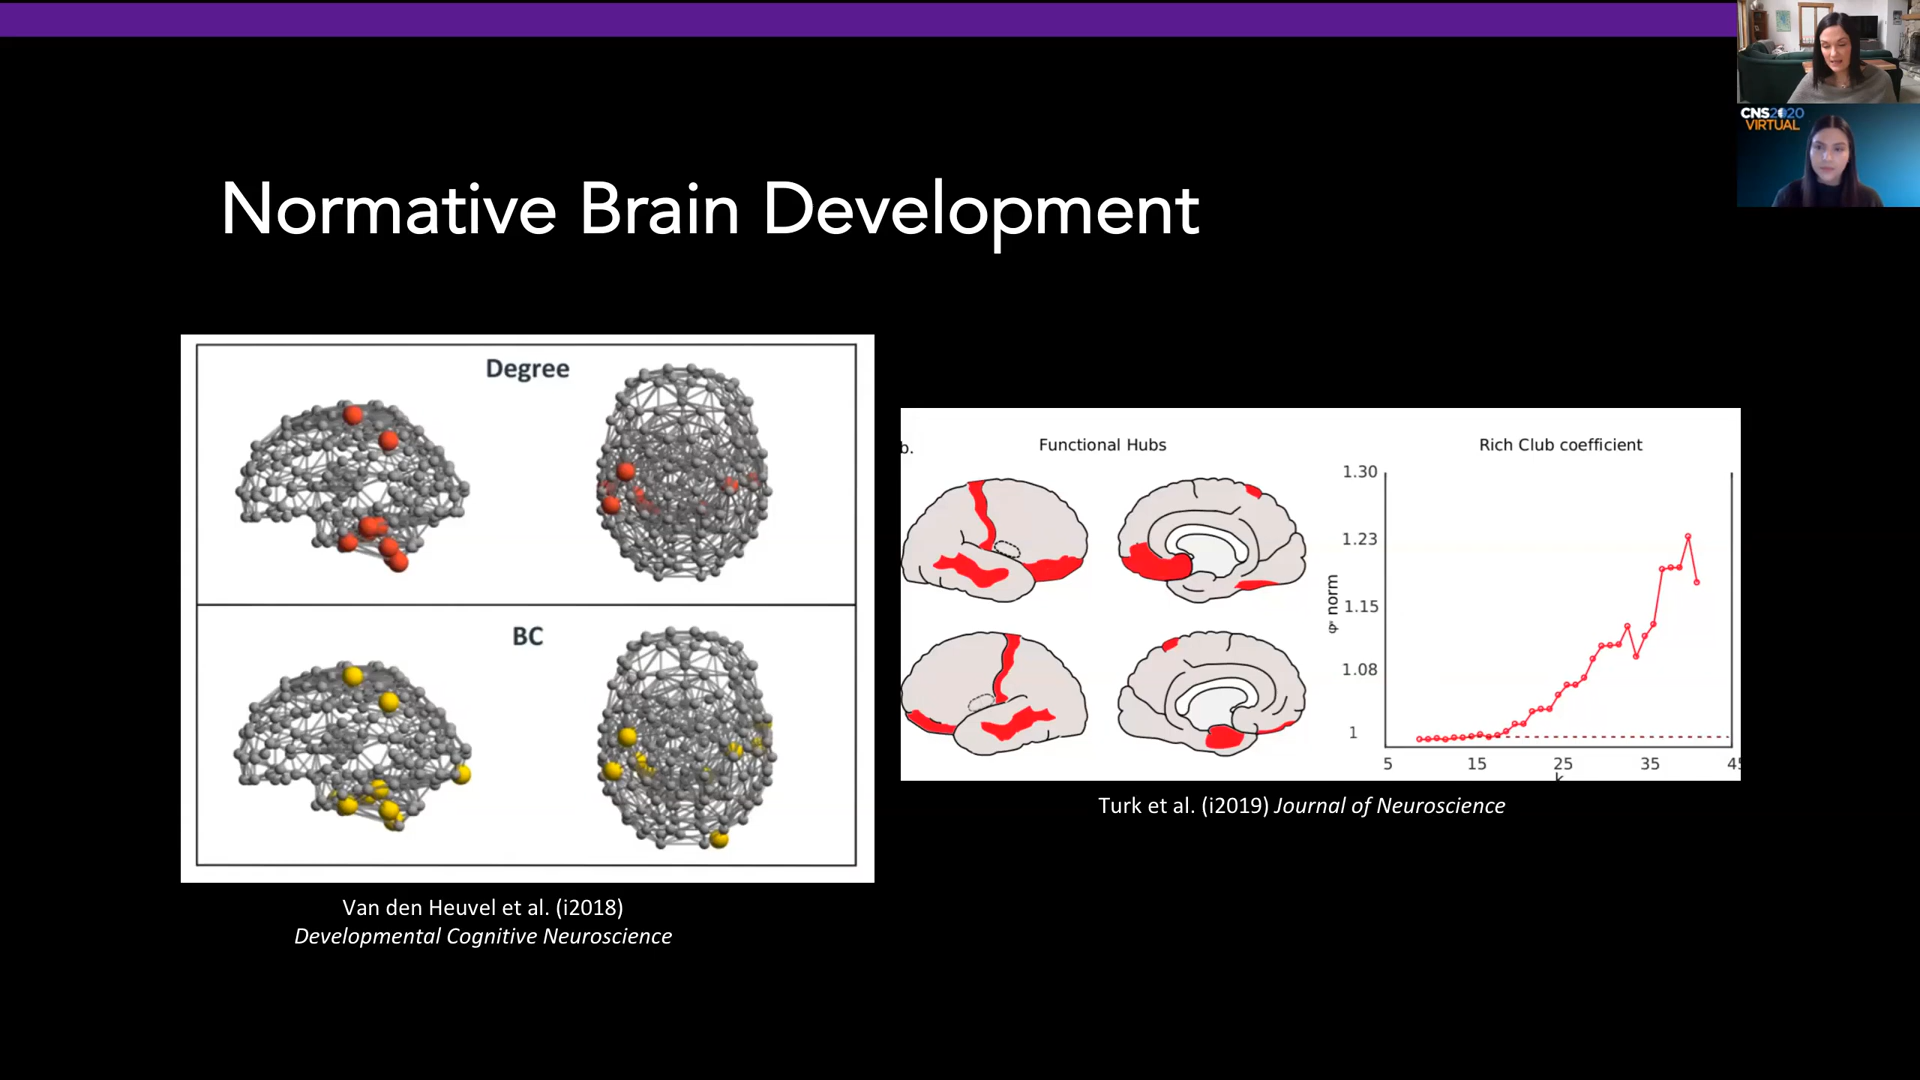 CNS2020
VIRTUAL
Normative Brain Development
Degree
BC
Van den Heuvel et al. (i2018)
Developmental Cognitive Neuroscience
b.
Functional Hubs
Rich Club coefficient
1.30
1.23
1.15
1.08
1
φ norm
5
15
25
35
45
k
Turk et al. (i2019) Journal of Neuroscience